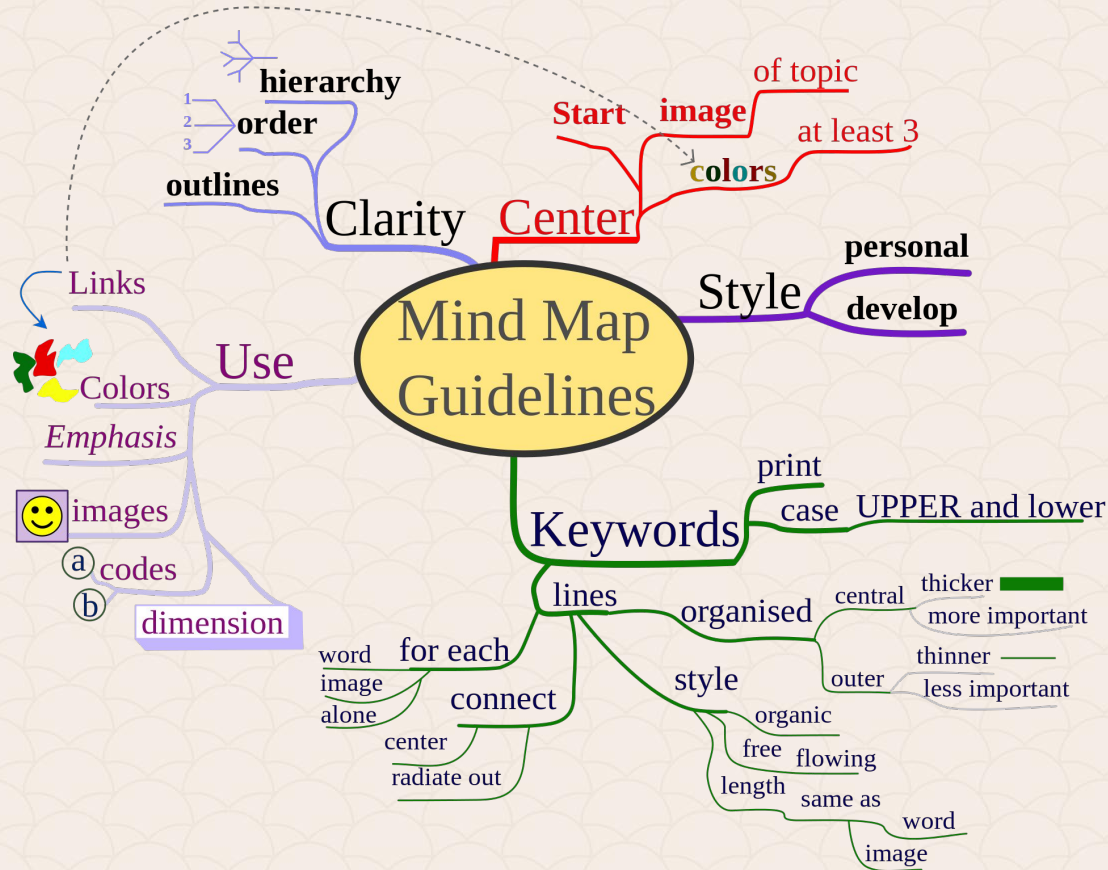 Mind Map
Guidelines
Center
Start
image
of topic
colors
at least 3
Style
personal
develop
Keywords
print
case
UPPER and lower
lines
organised
central
thicker
more important
outer
thinner
less important
style
organic
free
flowing
length
same as
word
image
connect
center
radiate out
for each
word
image
alone
Use
Links
Colors
Emphasis
images
codes
a
b
dimension
Clarity
hierarchy
order
1
2
3
outlines